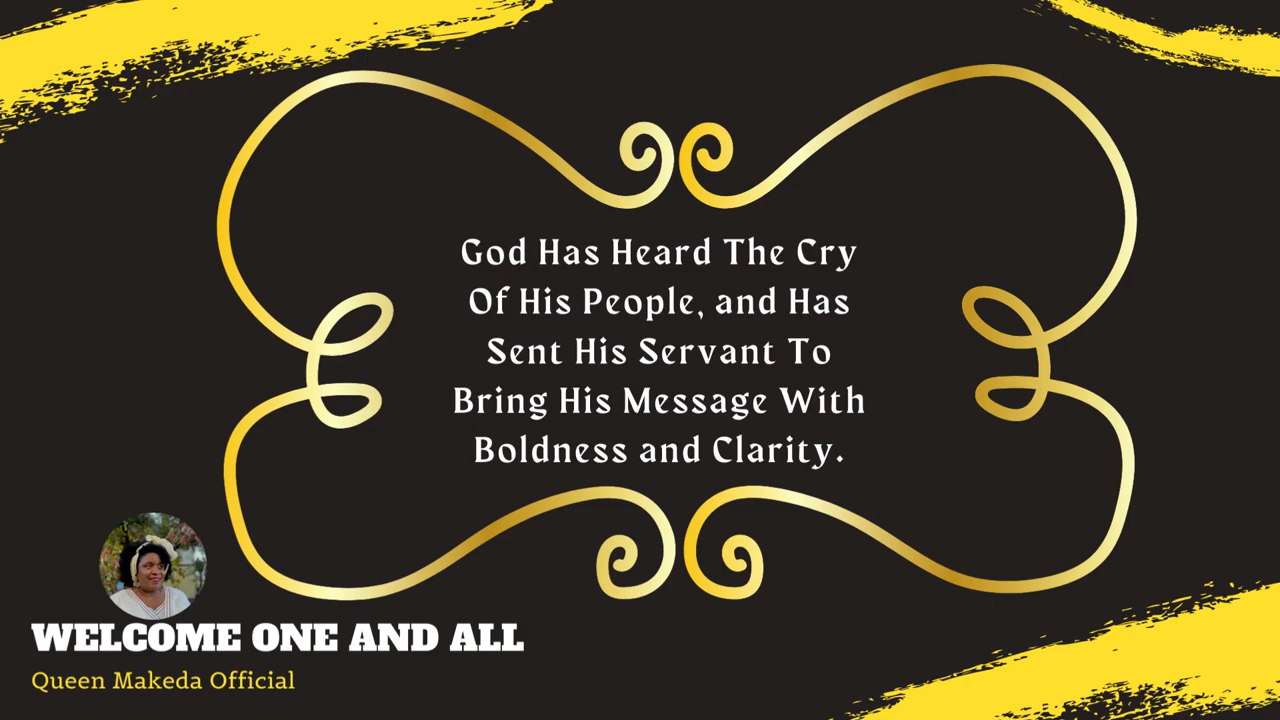 God Has Heard The Cry
Of His People, and Has
Sent His Servant To
Bring His Message With
Boldness and Clarity.
WELCOME ONE AND ALL
Queen Makeda Official